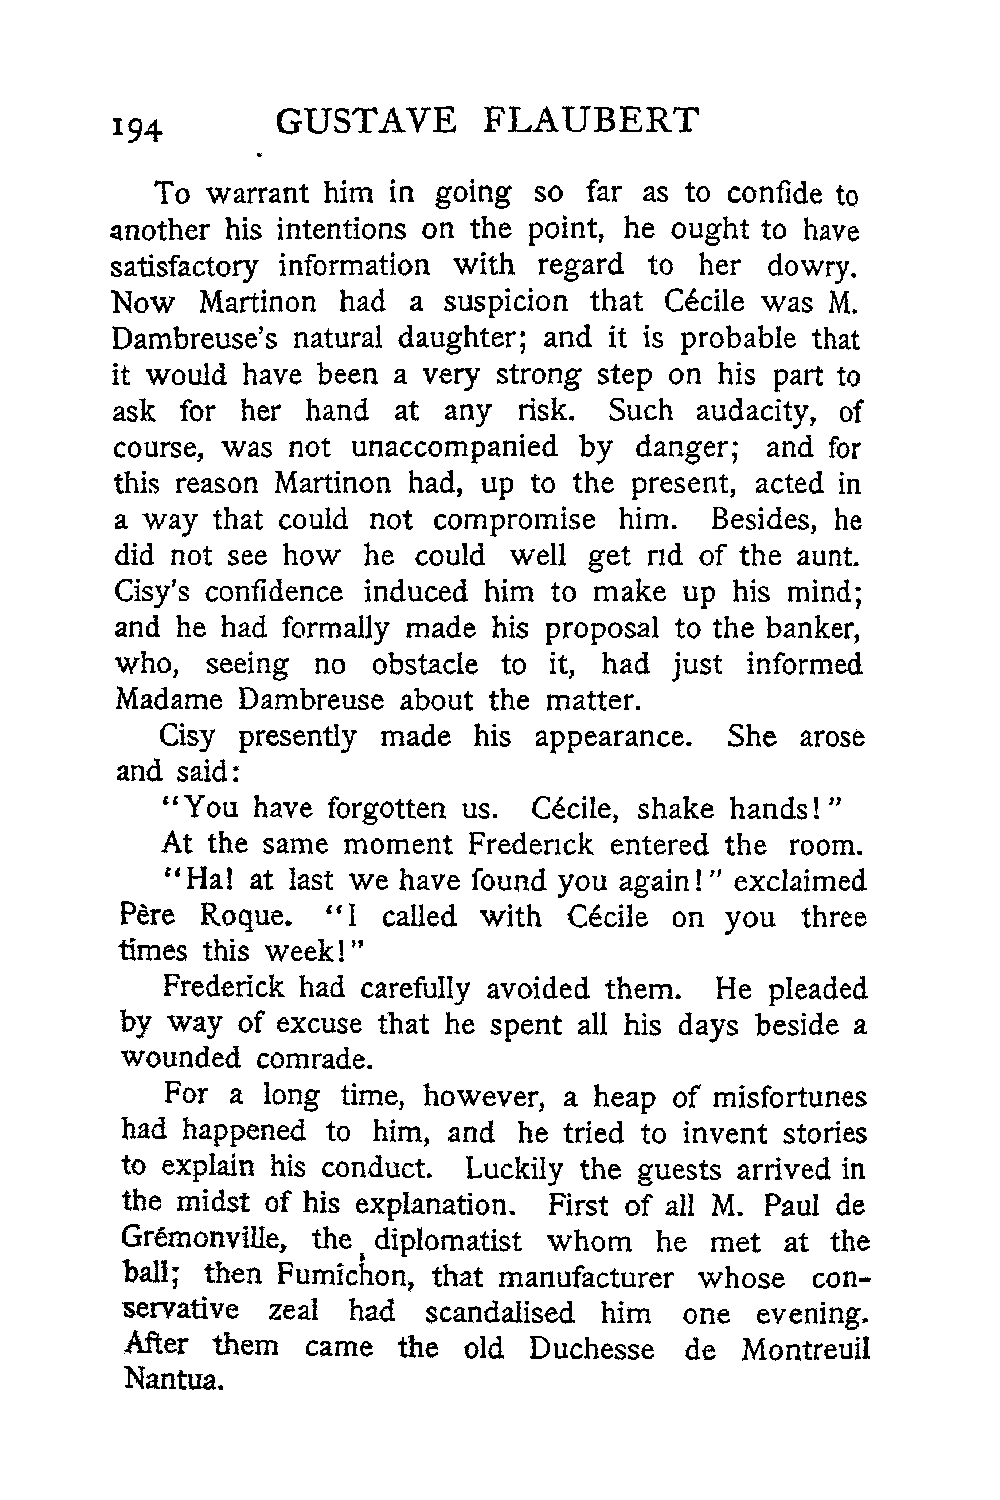 194 GUSTAVE FLAUBERT
To warrant him in going so far as to confide to
another his intentions on the point, he ought to have
satisfactory information with regard to her dowry.
Now Martinon had a suspicion that Cécile was M.
Dambreuse's natural daughter; and it is probable that
it would have been a very strong step on his part to
ask for her hand at any risk. Such audacity, of
course, was not unaccompanied by danger; and for
this reason Martinon had, up to the present, acted in
a way that could not compromise him. Besides, he
did not see how he could well get rid of the aunt.
Cisy's confidence induced him to make up his mind;
and he had formally made his proposal to the banker,
who, seeing no obstacle to it, had just informed
Madame Dambreuse about the matter.
Cisy presently made his appearance. She arose
and said:
"You have forgotten us. Cécile, shake hands!"
At the same moment Frederick entered the room.
"Ha! at last we have found you again!" exclaimed
Père Roque. "I called with Cécile on you three
times this week!"
Frederick had carefully avoided them. He pleaded
by way of excuse that he spent all his days beside a
wounded comrade.
For a long time, however, a heap of misfortunes
had happened to him, and he tried to invent stories
to explain his conduct. Luckily the guests arrived in
the midst of his explanation. First of all M. Paul de
Grémonville, the diplomatist whom he met at the
ball; then Fumichon, that manufacturer whose con-
servative zeal had scandalised him one evening.
After them came the old Duchesse de Montreuil
Nantua.